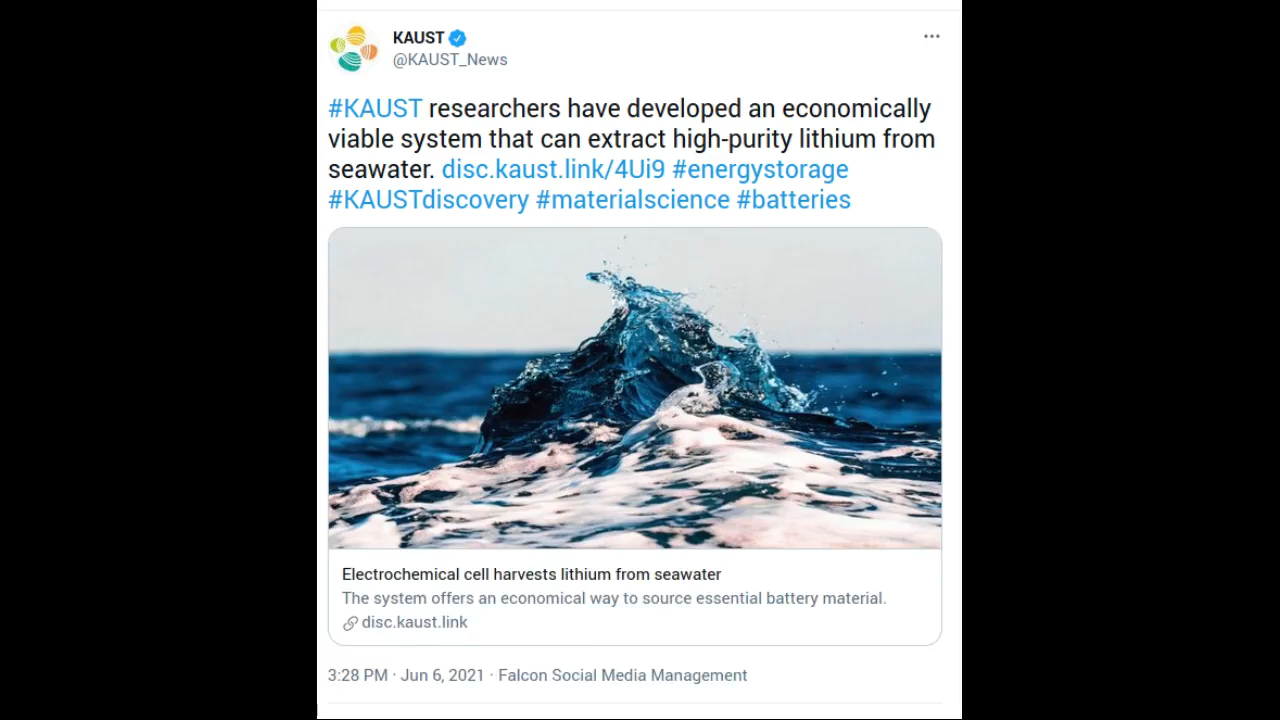 KAUST
@KAUST_News
#KAUST researchers have developed an economically
viable system that can extract high-purity lithium from
seawater. disc.kaust.link/4Ui9 #energystorage
#KAUSTdiscovery #materialscience #batteries
Electrochemical cell harvests lithium from seawater
The system offers an economical way to source essential battery material.
disc.kaust.link
3:28 PM · Jun 6, 2021 · Falcon Social Media Management